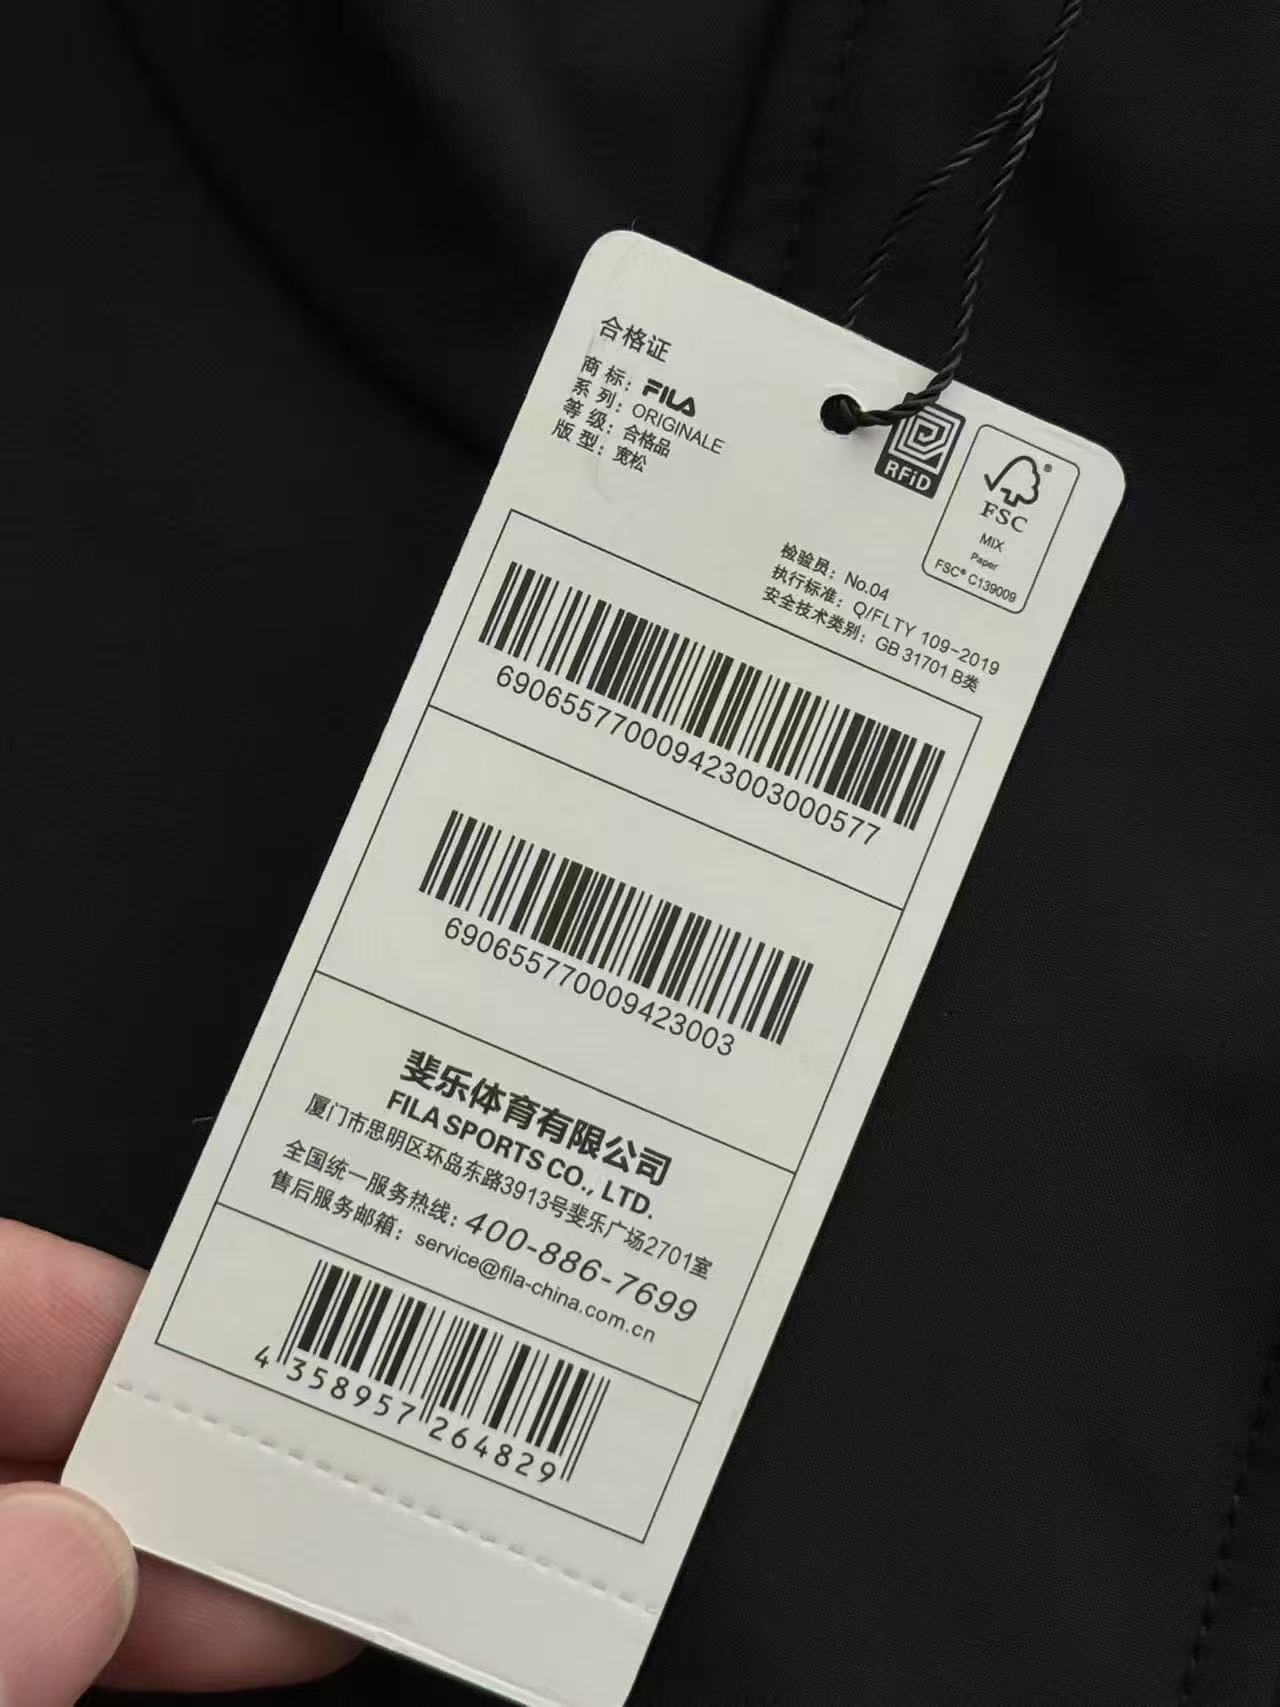 合格证
商 标：FILA
系 列：ORIGINALE
等 级：合格品
版 型：宽松
RFiD
FSC®
MIX
Paper
FSC® C139009
检验员：No.04
执行标准：Q/FLTY 109-2019
安全技术类别：GB 31701 B类
6906557700094230030​00577
690655770009423003
斐乐体育有限公司
FILA SPORTS CO., LTD.
厦门市思明区环岛东路3913号斐乐广场2701室
全国统一服务热线：400-886-7699
售后服务邮箱：service@fila-china.com.cn
4 358957 264829